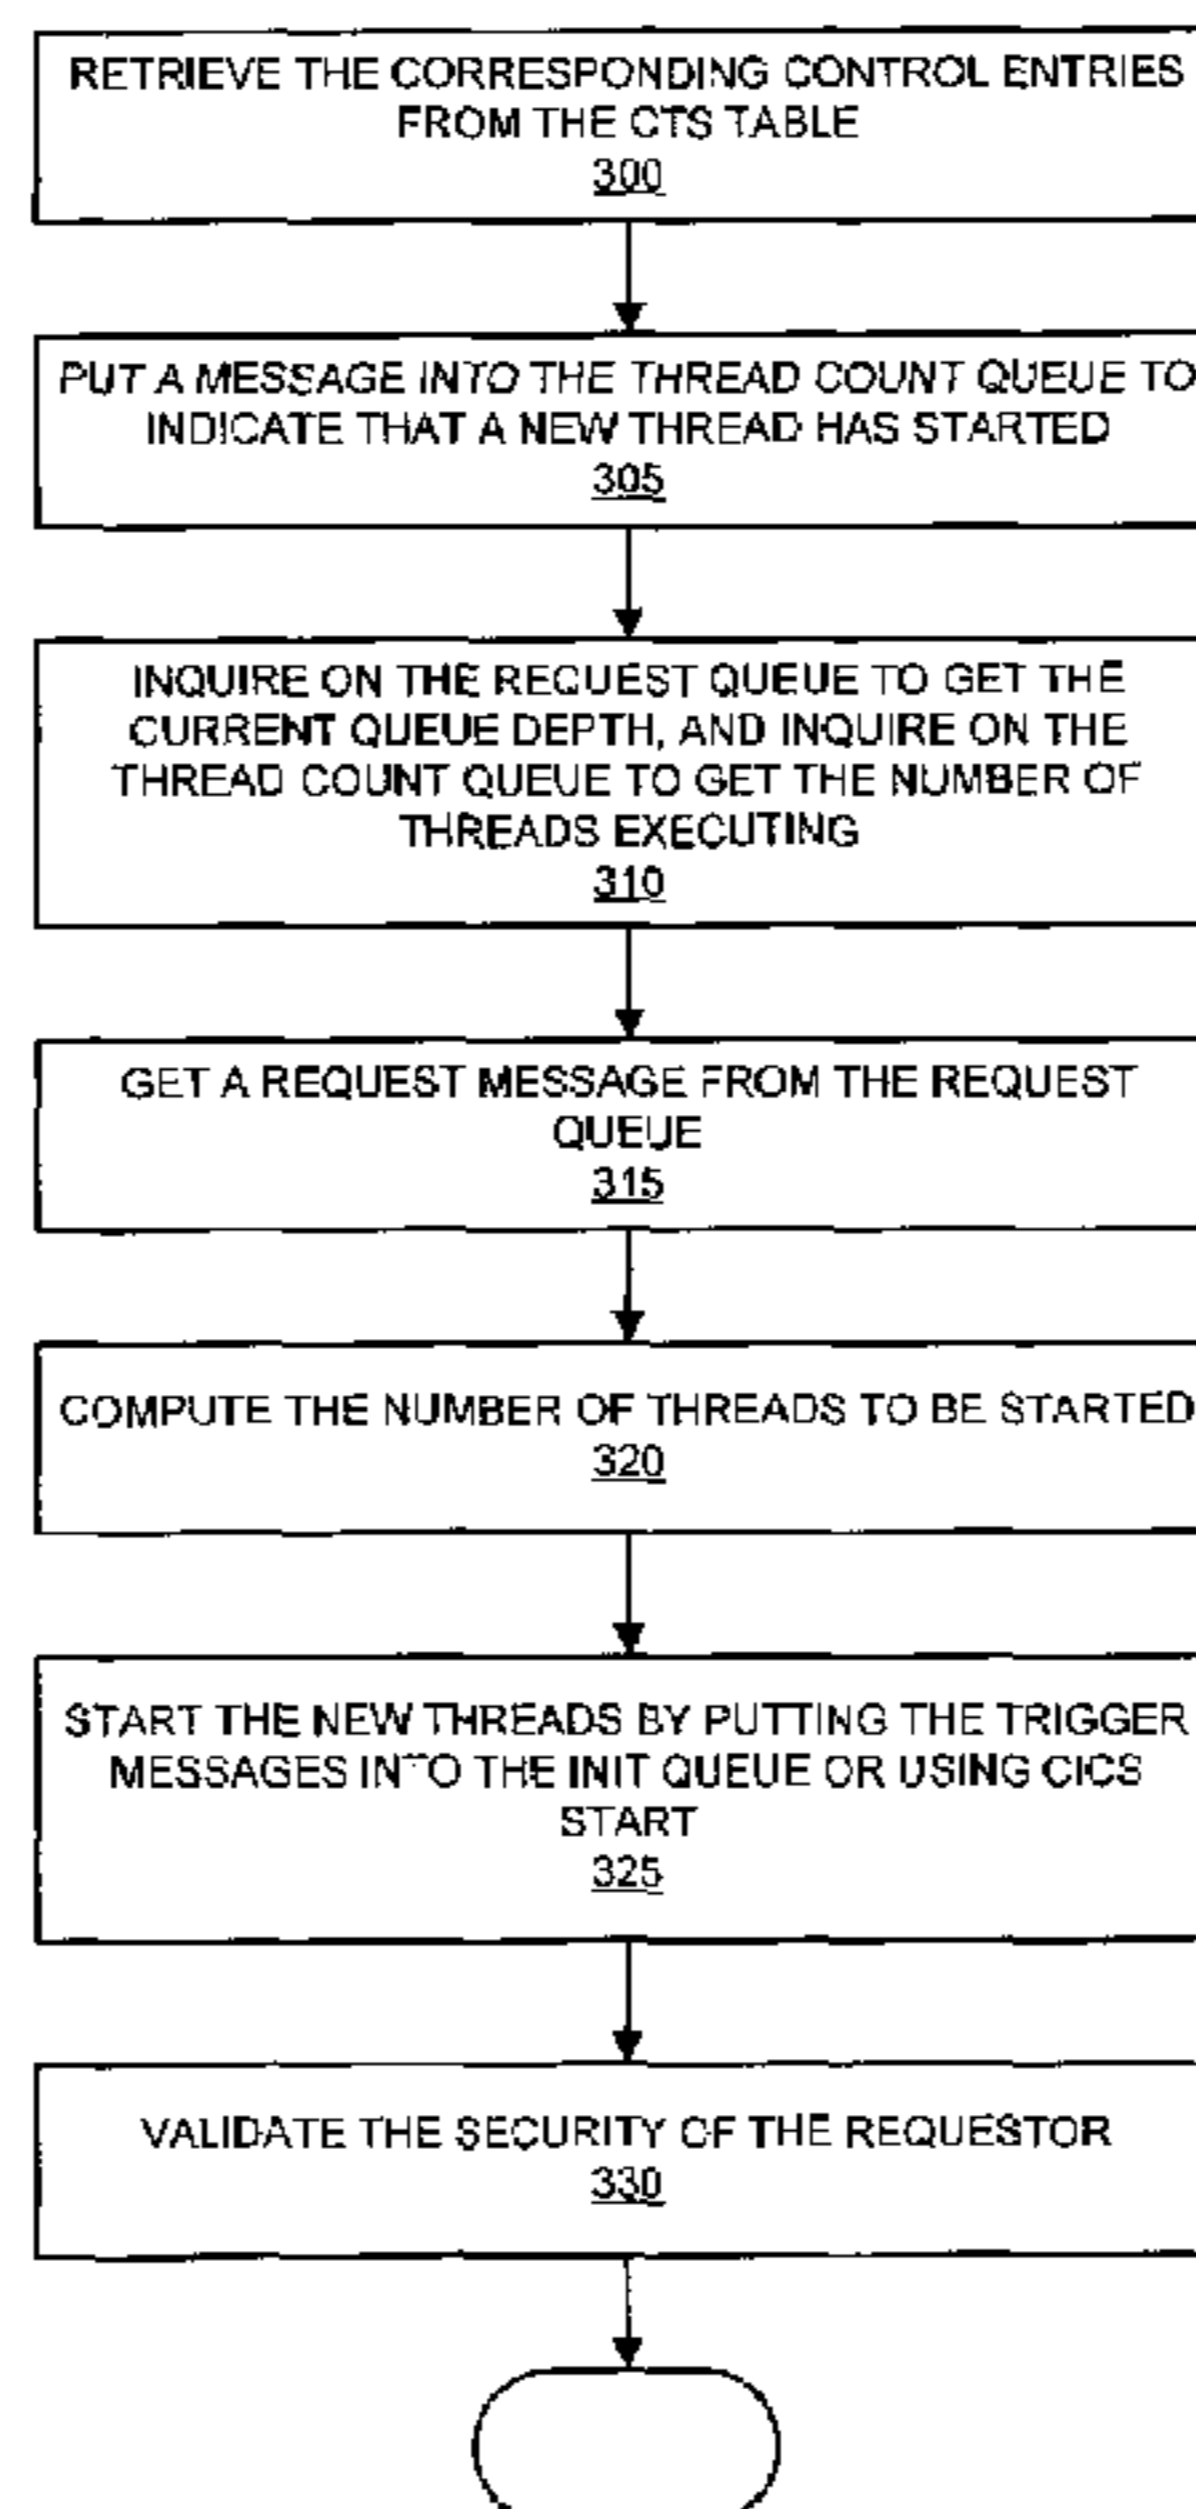 RETRIEVE THE CORRESPONDING CONTROL ENTRIES
FROM THE CTS TABLE
300
PUT A MESSAGE INTO THE THREAD COUNT QUEUE TO
INDICATE THAT A NEW THREAD HAS STARTED
305
INQUIRE ON THE REQUEST QUEUE TO GET THE
CURRENT QUEUE DEPTH, AND INQUIRE ON THE
THREAD COUNT QUEUE TO GET THE NUMBER OF
THREADS EXECUTING
310
GET A REQUEST MESSAGE FROM THE REQUEST
QUEUE
315
COMPUTE THE NUMBER OF THREADS TO BE STARTED
320
START THE NEW THREADS BY PUTTING THE TRIGGER
MESSAGES INTO THE INIT QUEUE OR USING CICS
START
325
VALIDATE THE SECURITY OF THE REQUESTOR
330